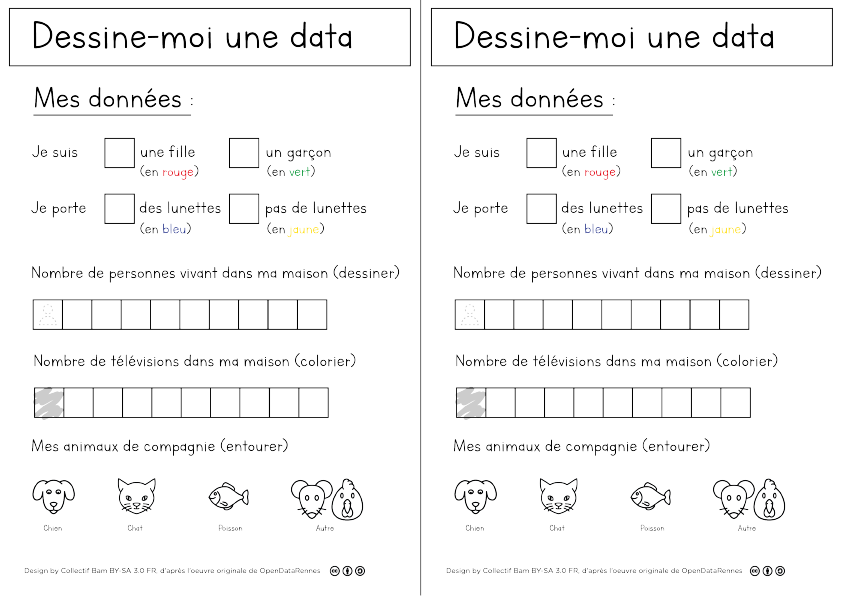 Dessine-moi une data
Mes données :
Je suis une fille un garçon
(en rouge) (en vert)
Je porte des lunettes pas de lunettes
(en bleu) (en jaune)
Nombre de personnes vivant dans ma maison (dessiner)
Nombre de télévisions dans ma maison (colorier)
Mes animaux de compagnie (entourer)
Chien Chat Poisson Autre
Design by Collectif Bam BY-SA 3.0 FR, d'après l'oeuvre originale de OpenDataRennes
Dessine-moi une data
Mes données :
Je suis une fille un garçon
(en rouge) (en vert)
Je porte des lunettes pas de lunettes
(en bleu) (en jaune)
Nombre de personnes vivant dans ma maison (dessiner)
Nombre de télévisions dans ma maison (colorier)
Mes animaux de compagnie (entourer)
Chien Chat Poisson Autre
Design by Collectif Bam BY-SA 3.0 FR, d'après l'oeuvre originale de OpenDataRennes